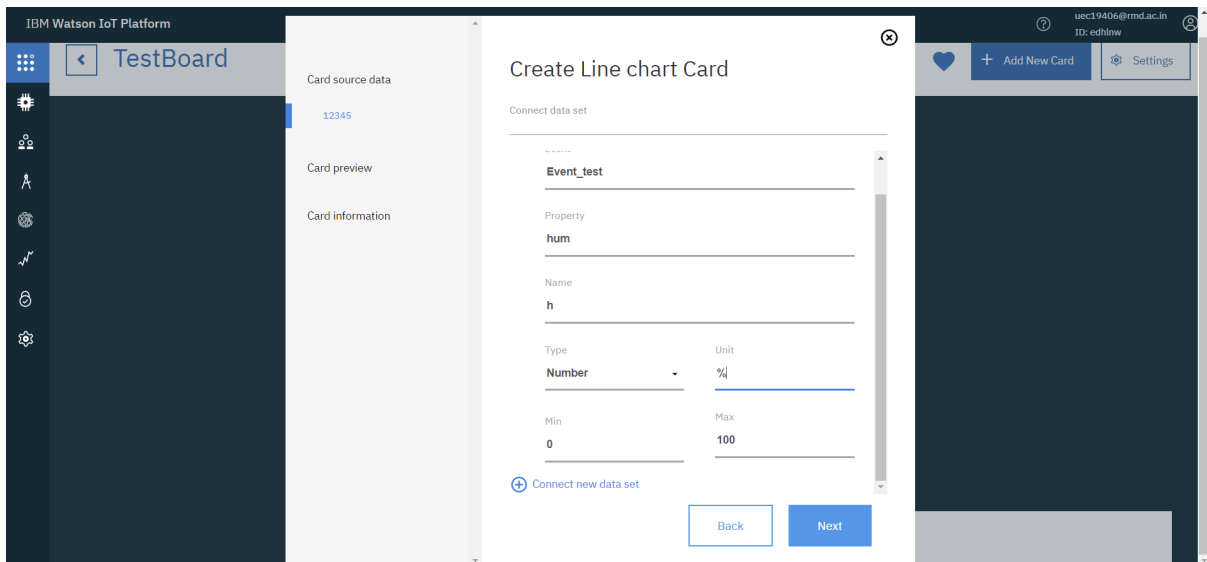 IBM Watson IoT Platform
uec19406@rmd.ac.in
ID: edhlnw
TestBoard
Add New Card
Settings
Card source data
12345
Card preview
Card information
Create Line chart Card
Connect data set
Event_test
Property
hum
Name
h
Type
Number
Unit
%
Min
0
Max
100
Connect new data set
Back
Next